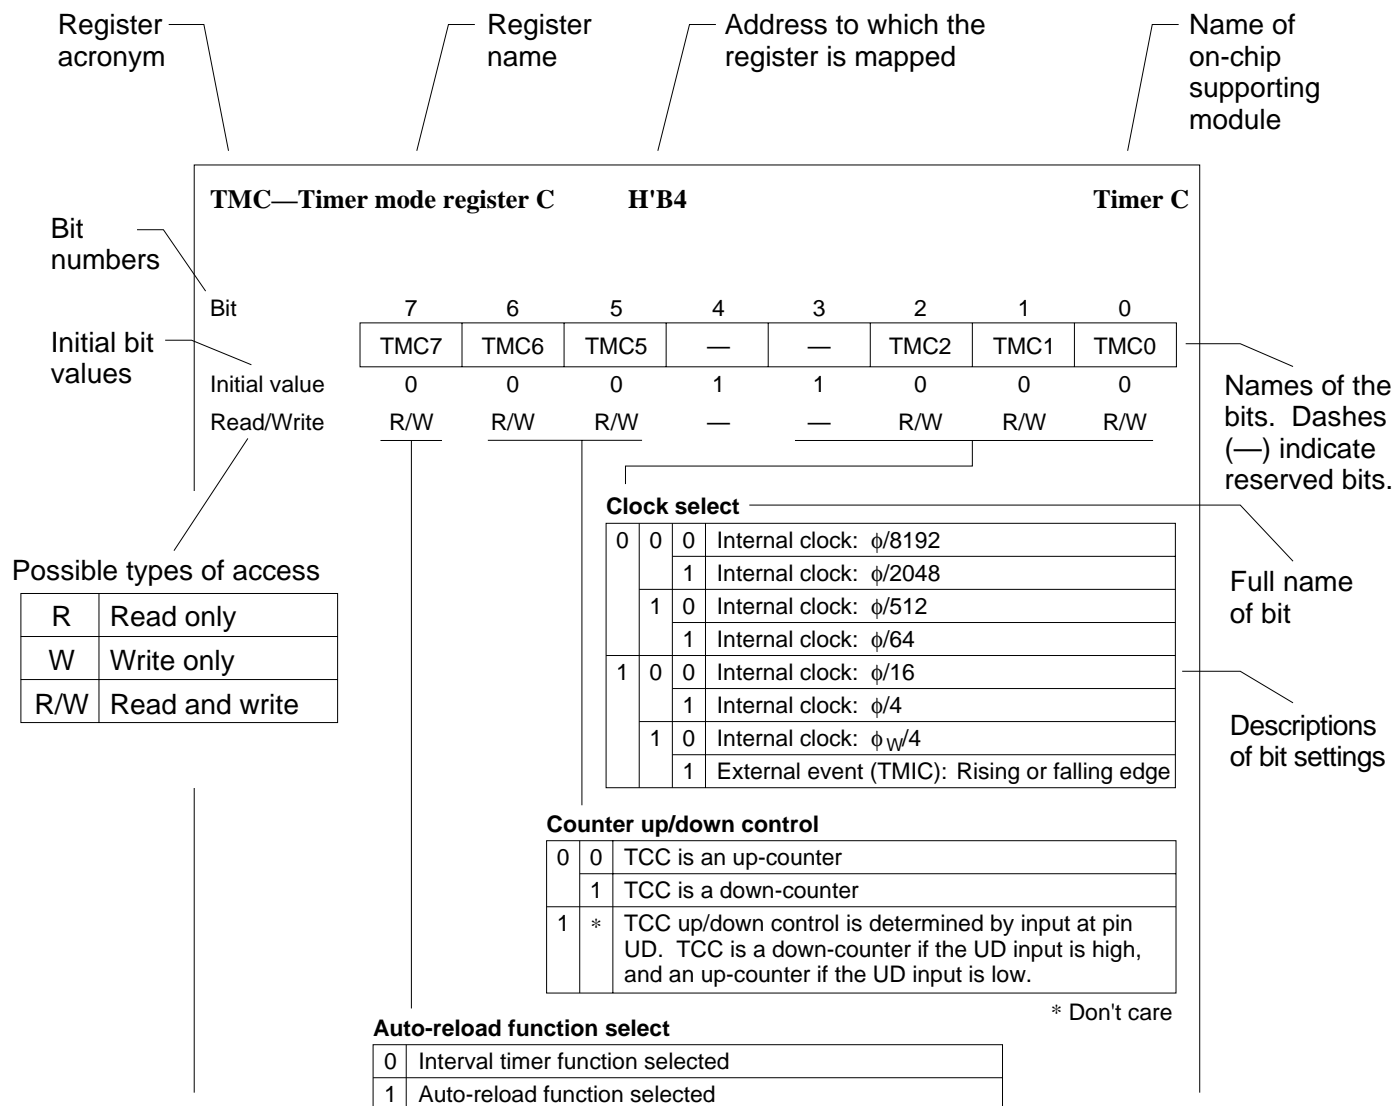 Register
acronym
Register
name
Address to which the
register is mapped
Name of
on-chip
supporting
module
TMC—Timer mode register C H'B4 Timer C
Bit
numbers
Bit 7 6 5 4 3 2 1 0
Initial bit
values
TMC7 TMC6 TMC5 — — TMC2 TMC1 TMC0
Initial value 0 0 0 1 1 0 0 0
Read/Write R/W R/W R/W — — R/W R/W R/W
Names of the
bits. Dashes
(—) indicate
reserved bits.
Possible types of access
R Read only
W Write only
R/W Read and write
Clock select
0 0 0 Internal clock: ϕ/8192
1 Internal clock: ϕ/2048
1 0 Internal clock: ϕ/512
1 Internal clock: ϕ/64
1 0 0 Internal clock: ϕ/16
1 Internal clock: ϕ/4
1 0 Internal clock: ϕW/4
1 External event (TMIC): Rising or falling edge
Full name
of bit
Descriptions
of bit settings
Counter up/down control
0 0 TCC is an up-counter
1 TCC is a down-counter
1 * TCC up/down control is determined by input at pin
UD. TCC is a down-counter if the UD input is high,
and an up-counter if the UD input is low.
* Don't care
Auto-reload function select
0 Interval timer function selected
1 Auto-reload function selected